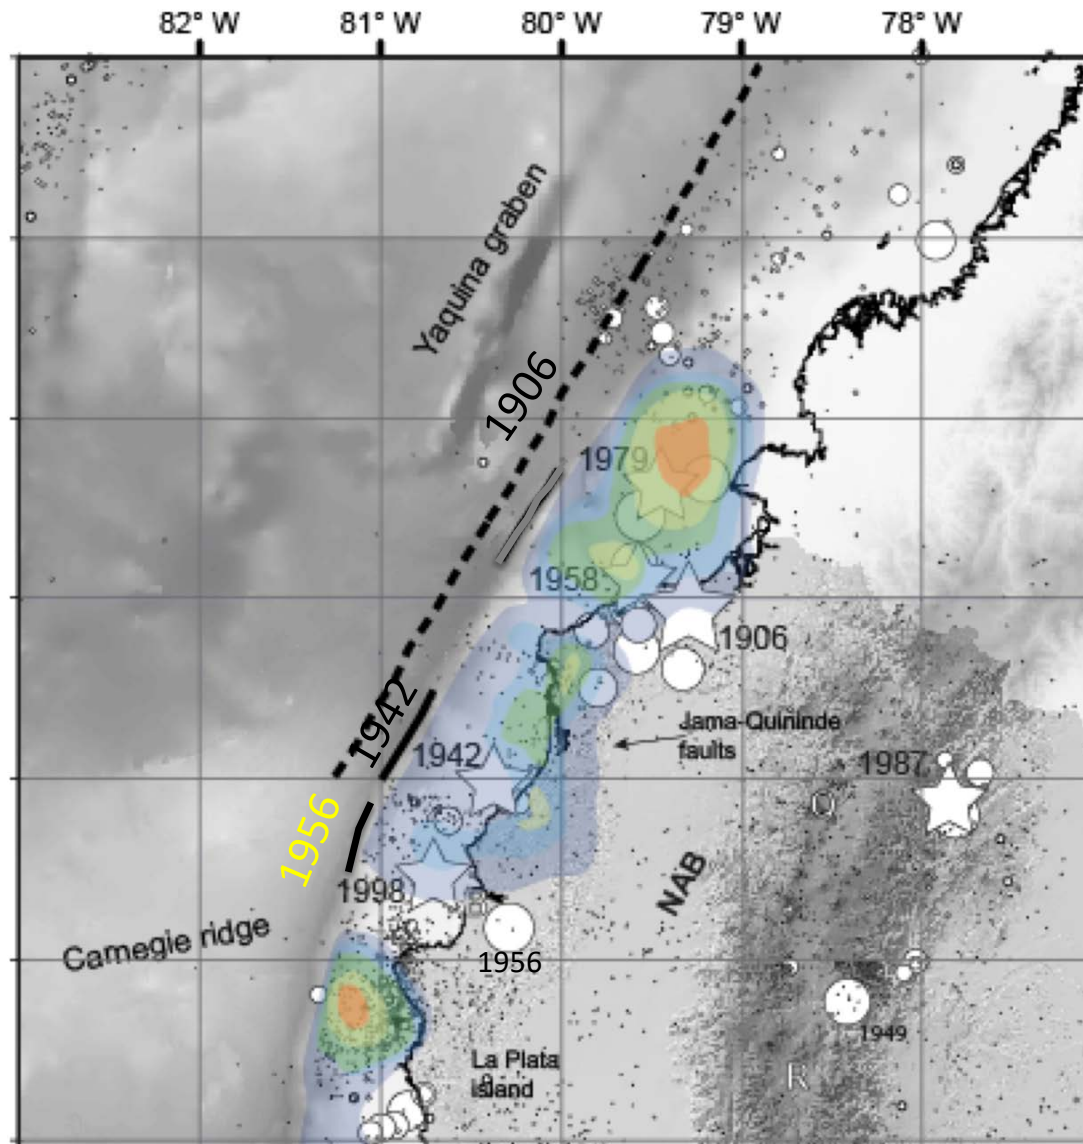 82° W
81° W
80° W
79° W
78° W
Yaquina graben
1906
1979
1958
1906
Jama-Quininde
faults
1942
1942
1987
Q
1956
1998
B
NAB
Carnegie ridge
1956
1949
La Plata
island
R